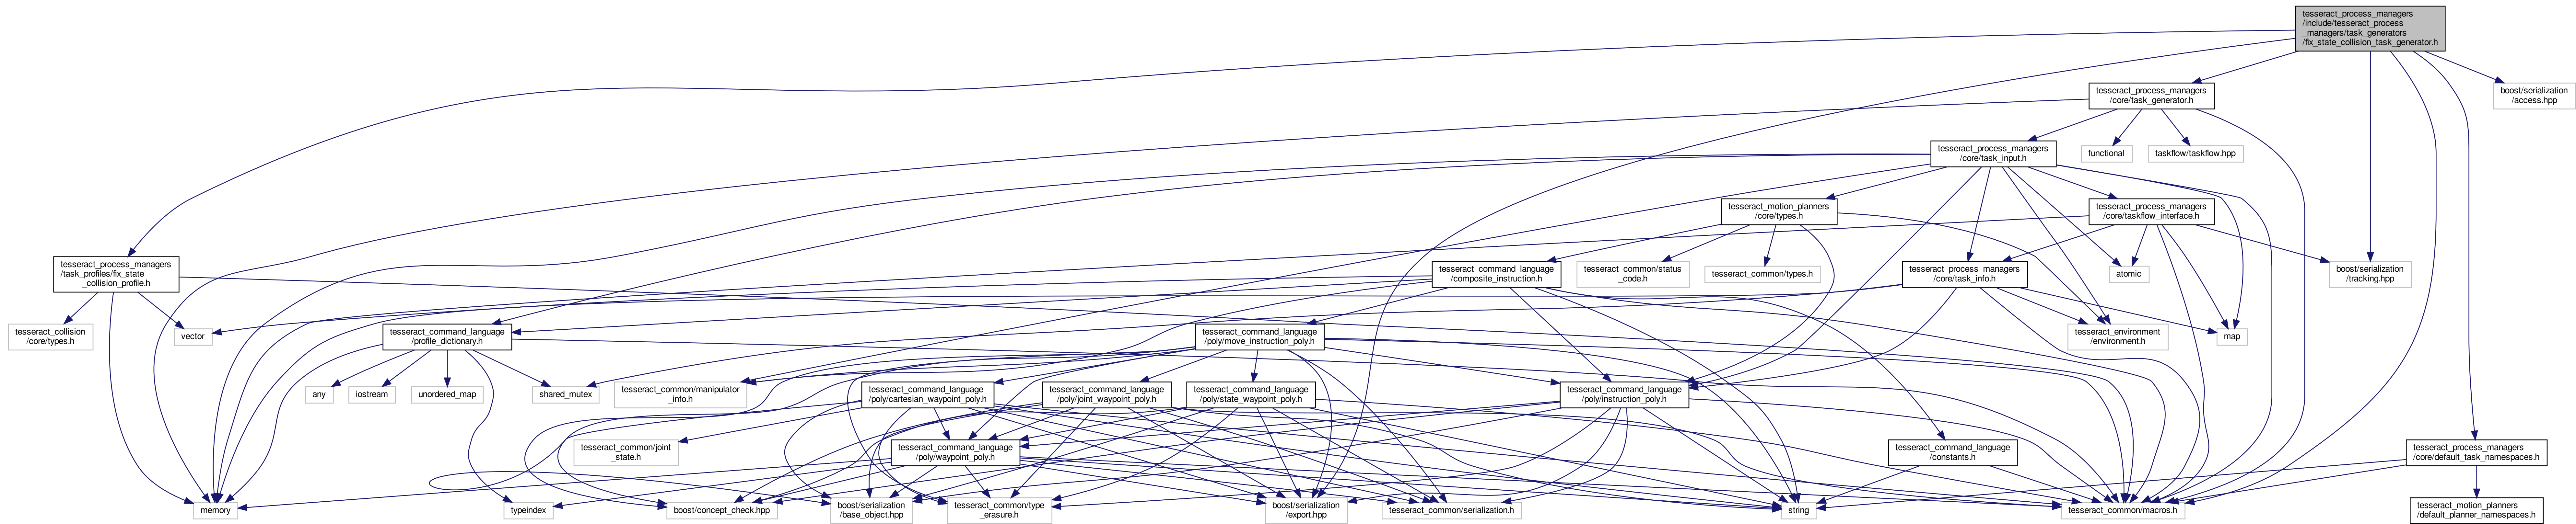 tesseract_process_managers
/include/tesseract_process
_managers/task_generators
/fix_state_collision_task_generator.h
tesseract_process_managers
/core/task_generator.h
boost/serialization
/access.hpp
tesseract_process_managers
/core/task_input.h
functional
taskflow/taskflow.hpp
tesseract_motion_planners
/core/types.h
tesseract_process_managers
/core/taskflow_interface.h
tesseract_process_managers
/task_profiles/fix_state
_collision_profile.h
tesseract_command_language
/composite_instruction.h
tesseract_common/status
_code.h
tesseract_common/types.h
tesseract_process_managers
/core/task_info.h
atomic
boost/serialization
/tracking.hpp
tesseract_collision
/core/types.h
vector
tesseract_command_language
/profile_dictionary.h
tesseract_command_language
/poly/move_instruction_poly.h
tesseract_environment
/environment.h
map
any
iostream
unordered_map
shared_mutex
tesseract_common/manipulator
_info.h
tesseract_command_language
/poly/cartesian_waypoint_poly.h
tesseract_command_language
/poly/joint_waypoint_poly.h
tesseract_command_language
/poly/state_waypoint_poly.h
tesseract_command_language
/poly/instruction_poly.h
tesseract_common/joint
_state.h
tesseract_command_language
/poly/waypoint_poly.h
tesseract_command_language
/constants.h
tesseract_process_managers
/core/default_task_namespaces.h
memory
typeindex
boost/concept_check.hpp
boost/serialization
/base_object.hpp
tesseract_common/type
_erasure.h
boost/serialization
/export.hpp
tesseract_common/serialization.h
string
tesseract_common/macros.h
tesseract_motion_planners
/default_planner_namespaces.h